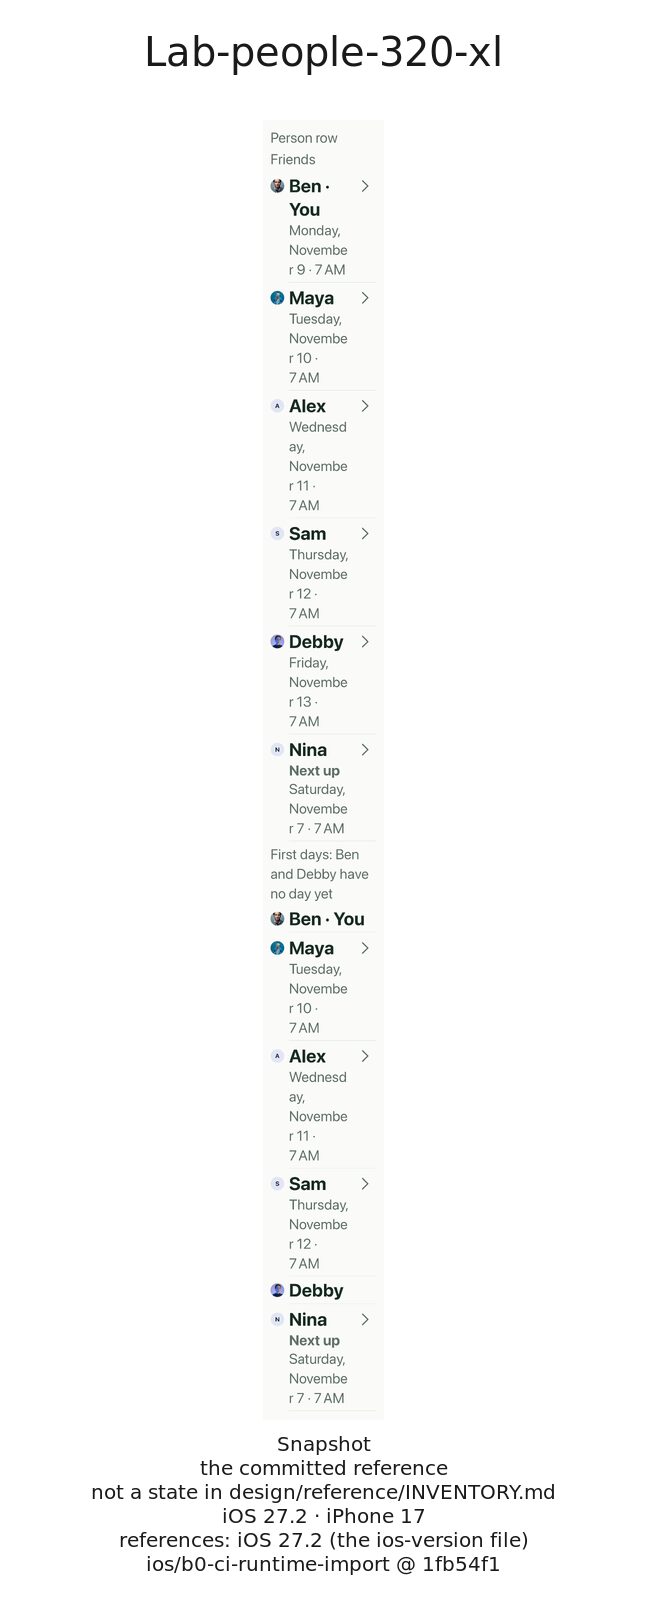 Lab-people-320-xl
Person row
Friends
Ben ·
You
Monday,
Novembe
r 9 · 7 AM
Maya
Tuesday,
Novembe
r 10 ·
7 AM
A
Alex
Wednesd
ay,
Novembe
r 11 ·
7 AM
S
Sam
Thursday,
Novembe
r 12 ·
7 AM
Debby
Friday,
Novembe
r 13 ·
7 AM
N
Nina
Next up
Saturday,
Novembe
r 7 · 7 AM
First days: Ben
and Debby have
no day yet
Ben · You
Maya
Tuesday,
Novembe
r 10 ·
7 AM
A
Alex
Wednesd
ay,
Novembe
r 11 ·
7 AM
S
Sam
Thursday,
Novembe
r 12 ·
7 AM
Debby
N
Nina
Next up
Saturday,
Novembe
r 7 · 7 AM
Snapshot
the committed reference
not a state in design/reference/INVENTORY.md
iOS 27.2 · iPhone 17
references: iOS 27.2 (the ios-version file)
ios/b0-ci-runtime-import @ 1fb54f1